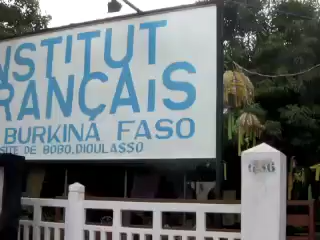 NSTITUT
RANÇAiS
BURKINA FASO
SITE DE BOBO.DIOULASSO